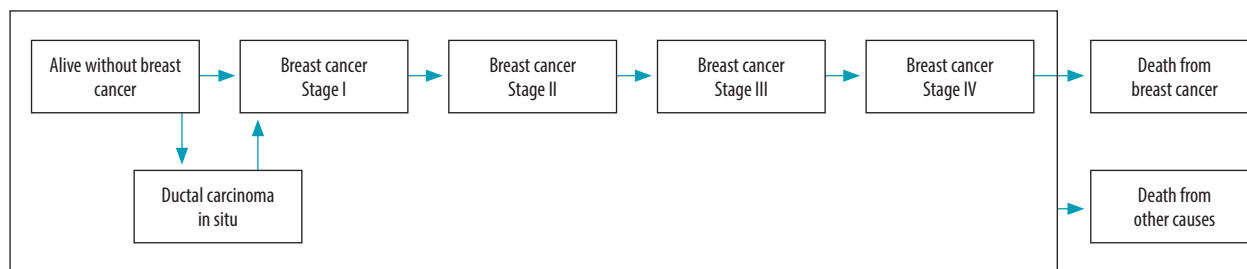 Alive without breast
cancer
Breast cancer
Stage I
Breast cancer
Stage II
Breast cancer
Stage III
Breast cancer
Stage IV
Death from
breast cancer
Ductal carcinoma
in situ
Death from
other causes